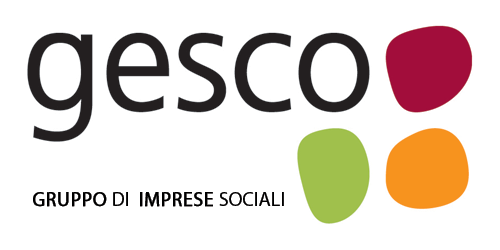 gesco
GRUPPO DI IMPRESE SOCIALI